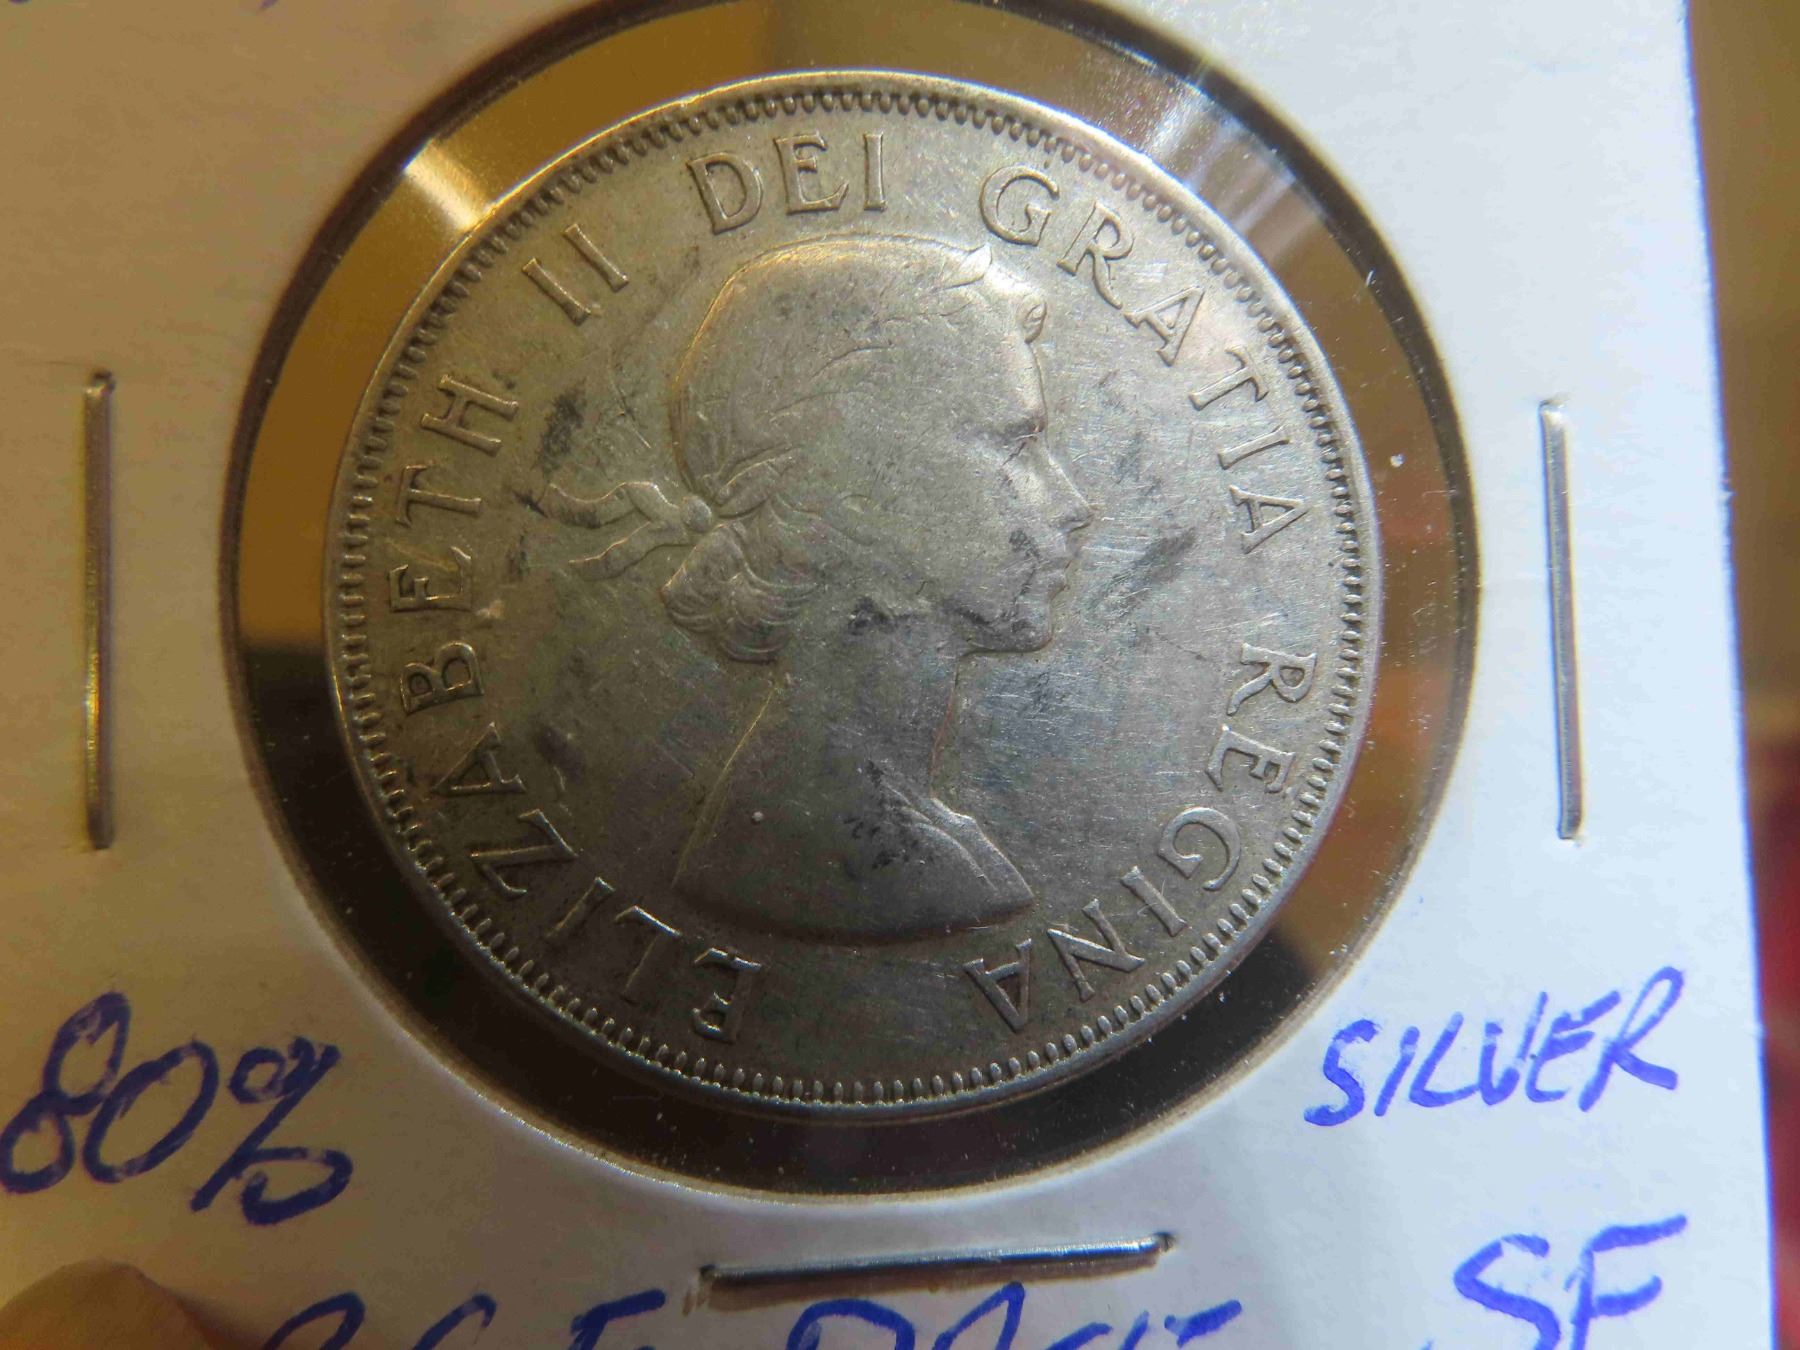 ELIZABETH II DEI GRATIA REGINA
80%
SILVER
SF